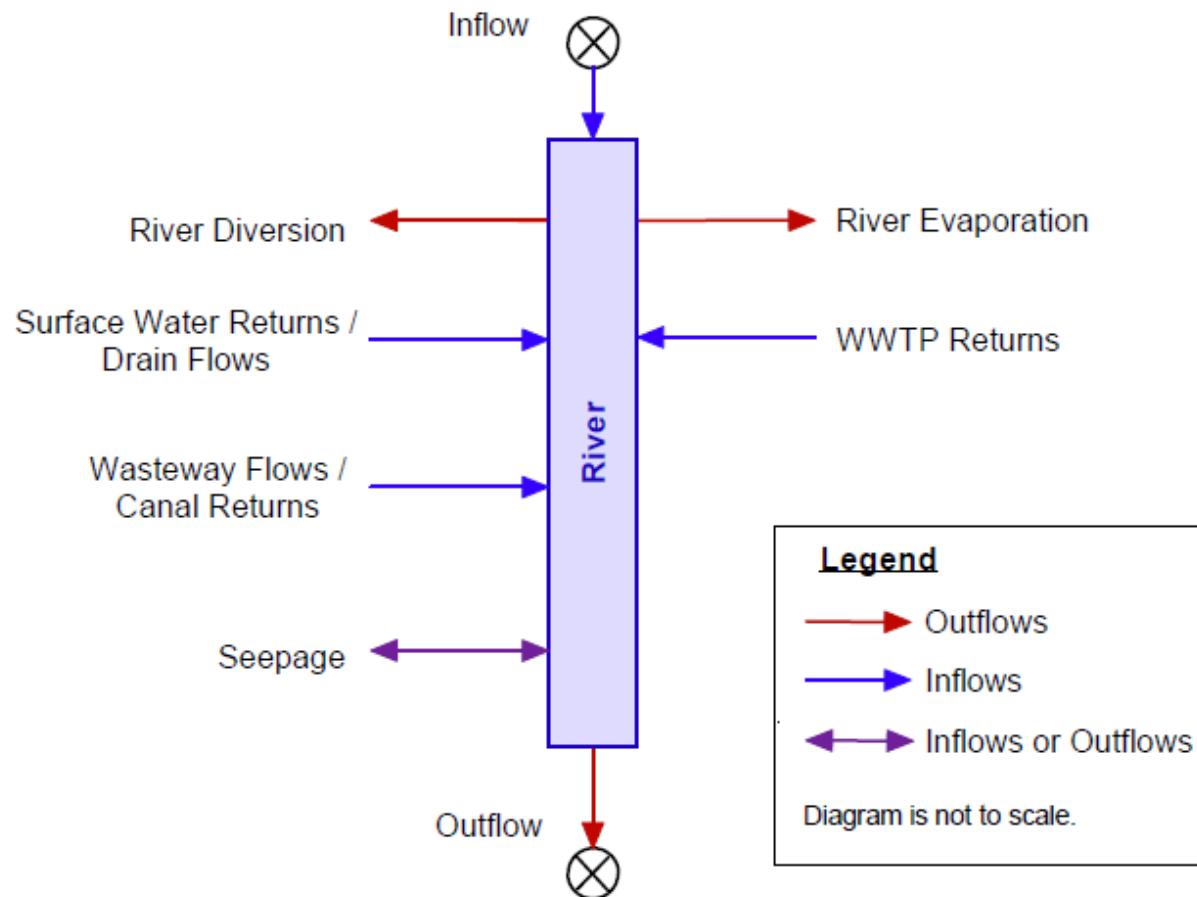 Inflow
River Diversion
River Evaporation
Surface Water Returns /
Drain Flows
WWTP Returns
River
Wasteway Flows /
Canal Returns
Seepage
Outflow
Legend
Outflows
Inflows
Inflows or Outflows
Diagram is not to scale.